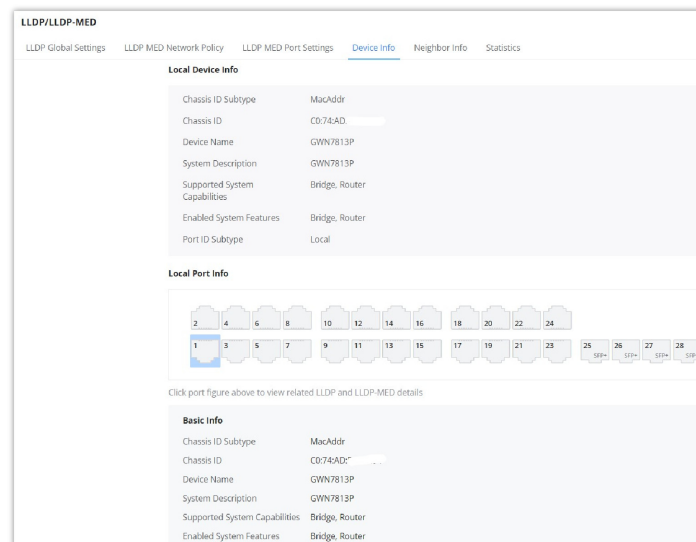 LLDP/LLDP-MED
LLDP Global Settings LLDP MED Network Policy LLDP MED Port Settings Device Info Neighbor Info Statistics
Local Device Info
Chassis ID Subtype MacAddr
Chassis ID C0:74:AD:
Device Name GWN7813P
System Description GWN7813P
Supported System Bridge, Router
Capabilities
Enabled System Features Bridge, Router
Port ID Subtype Local
Local Port Info
2 4 6 8 10 12 14 16 18 20 22 24
1 3 5 7 9 11 13 15 17 19 21 23 25 26 27 28
SFP+ SFP+ SFP+ SFP
Click port figure above to view related LLDP and LLDP-MED details
Basic Info
Chassis ID Subtype MacAddr
Chassis ID C0:74:AD:
Device Name GWN7813P
System Description GWN7813P
Supported System Capabilities Bridge, Router
Enabled System Features Bridge, Router